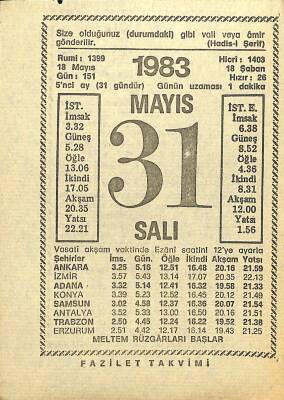 Size olduğunuz (durumdaki) gibi vali veya âmir
gönderilir. (Hadis-i Şerif)
Rumi : 1399
18 Mayıs
Gün : 151
1983
Hicri : 1403
18 Şaban
Hızır : 26
5'nci ay (31 gündür) Günün uzaması 1 dakika
İST.
İmsak
3.32
Güneş
5.28
Öğle
13.06
İkindi
17.05
Akşam
20.35
Yatsı
22.21
MAYIS
31
SALI
İST. E.
İmsak
6.38
Güneş
8.52
Öğle
4.36
İkindi
8.31
Akşam
12.00
Yatsı
1.56
Vasati akşam vaktinde Ezânî saatini 12'ye ayarla
Şehirler İms. Gün. Öğle İkindi Akşam Yatsı
ANKARA 3.25 5.16 12.51 16.48 20.16 21.59
İZMİR 3.57 5.43 13.14 17.07 20.35 22.13
ADANA 3.32 5.14 12.41 16.32 19.58 21.33
KONYA 3.39 5.23 12.52 16.45 20.12 21.49
SAMSUN 3.02 4.58 12.37 16.36 20.07 21.54
ANTALYA 3.52 5.33 13.00 16.50 20.16 21.51
TRABZON 2.50 4.45 12.24 16.22 19.52 21.38
ERZURUM 2.51 4.42 12.17 16.14 19.43 21.25
MELTEM RÜZGÂRLARI BAŞLAR
FAZİLET TAKVİMİ